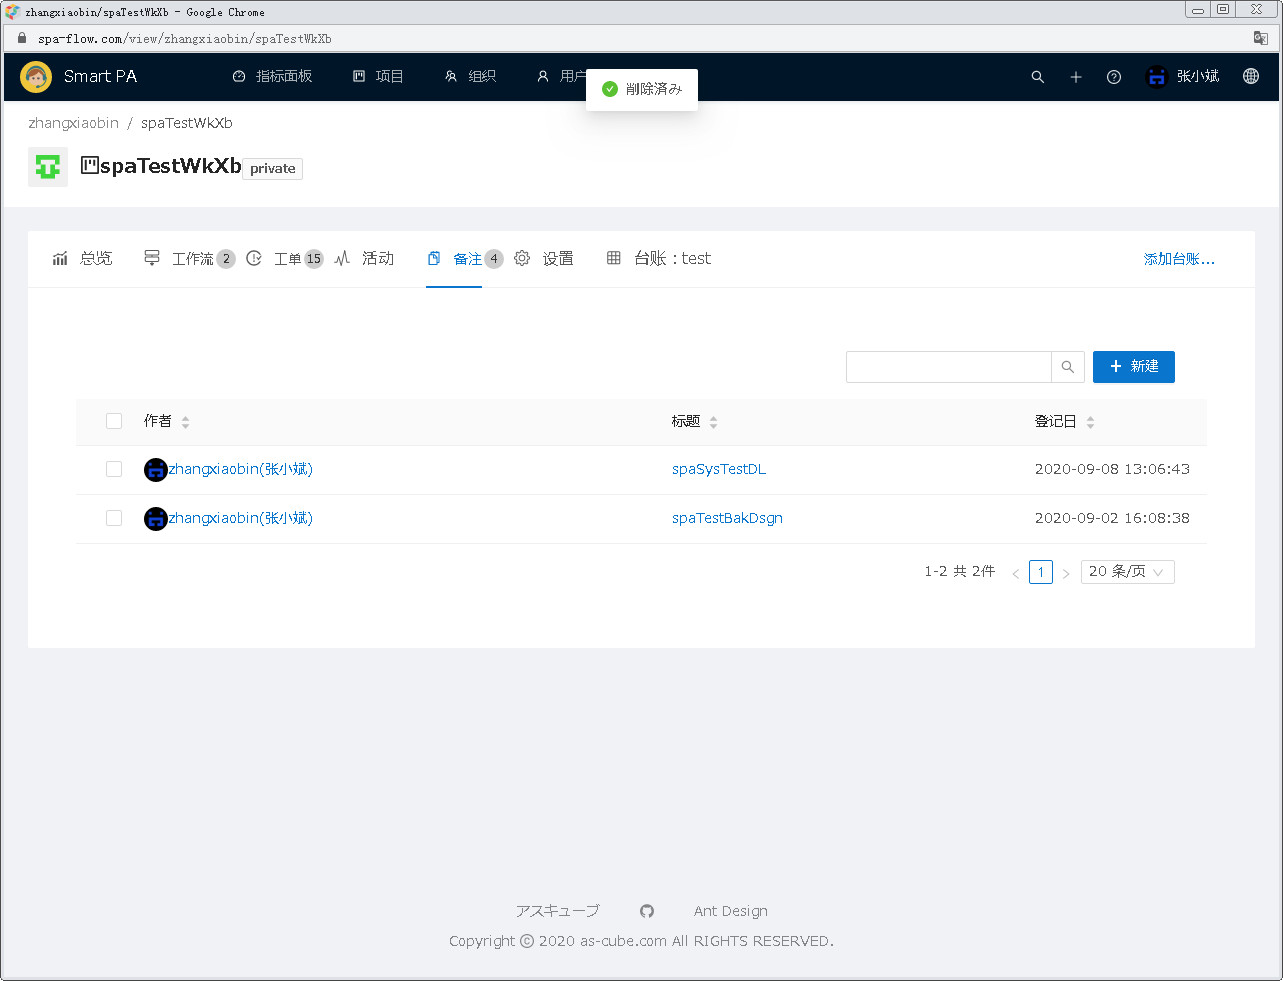 zhangxiaobin/spaTestWkXb - Google Chrome
spa-flow.com/view/zhangxiaobin/spaTestWkXb
Smart PA 指标面板 项目 组织 用户 张小斌
削除済み
zhangxiaobin / spaTestWkXb
spaTestWkXb private
总览 工作流 2 工单 15 活动 备注 4 设置 台账：test 添加台账...
新建
作者 标题 登记日
zhangxiaobin(张小斌) spaSysTestDL 2020-09-08 13:06:43
zhangxiaobin(张小斌) spaTestBakDsgn 2020-09-02 16:08:38
1-2 共 2件 < 1 > 20 条/页
アスキューブ Ant Design
Copyright © 2020 as-cube.com All RIGHTS RESERVED.